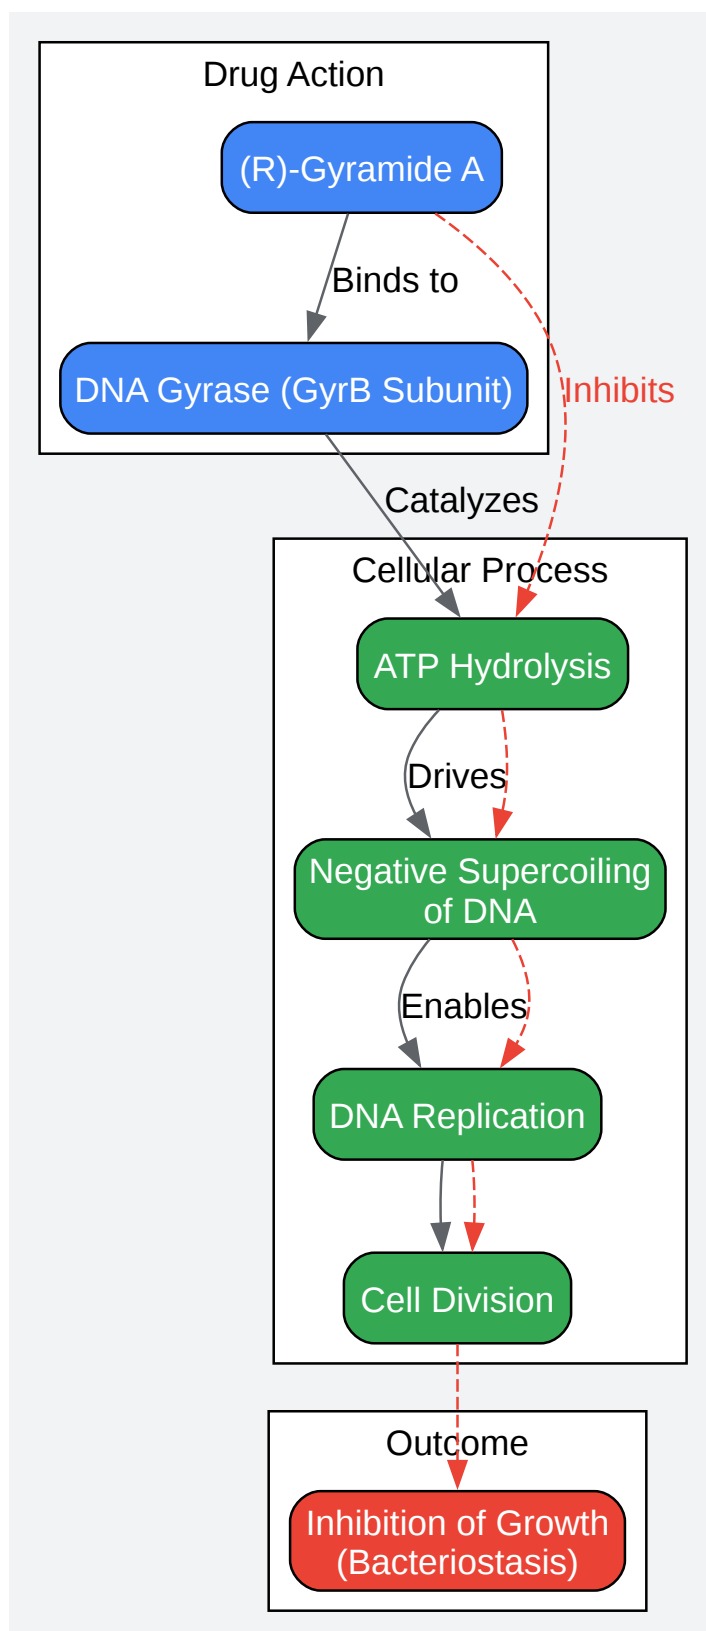 Drug Action
(R)-Gyramide A
Binds to
DNA Gyrase (GyrB Subunit)
Inhibits
Catalyzes
Cellular Process
ATP Hydrolysis
Drives
Negative Supercoiling
of DNA
Enables
DNA Replication
Cell Division
Outcome
Inhibition of Growth
(Bacteriostasis)